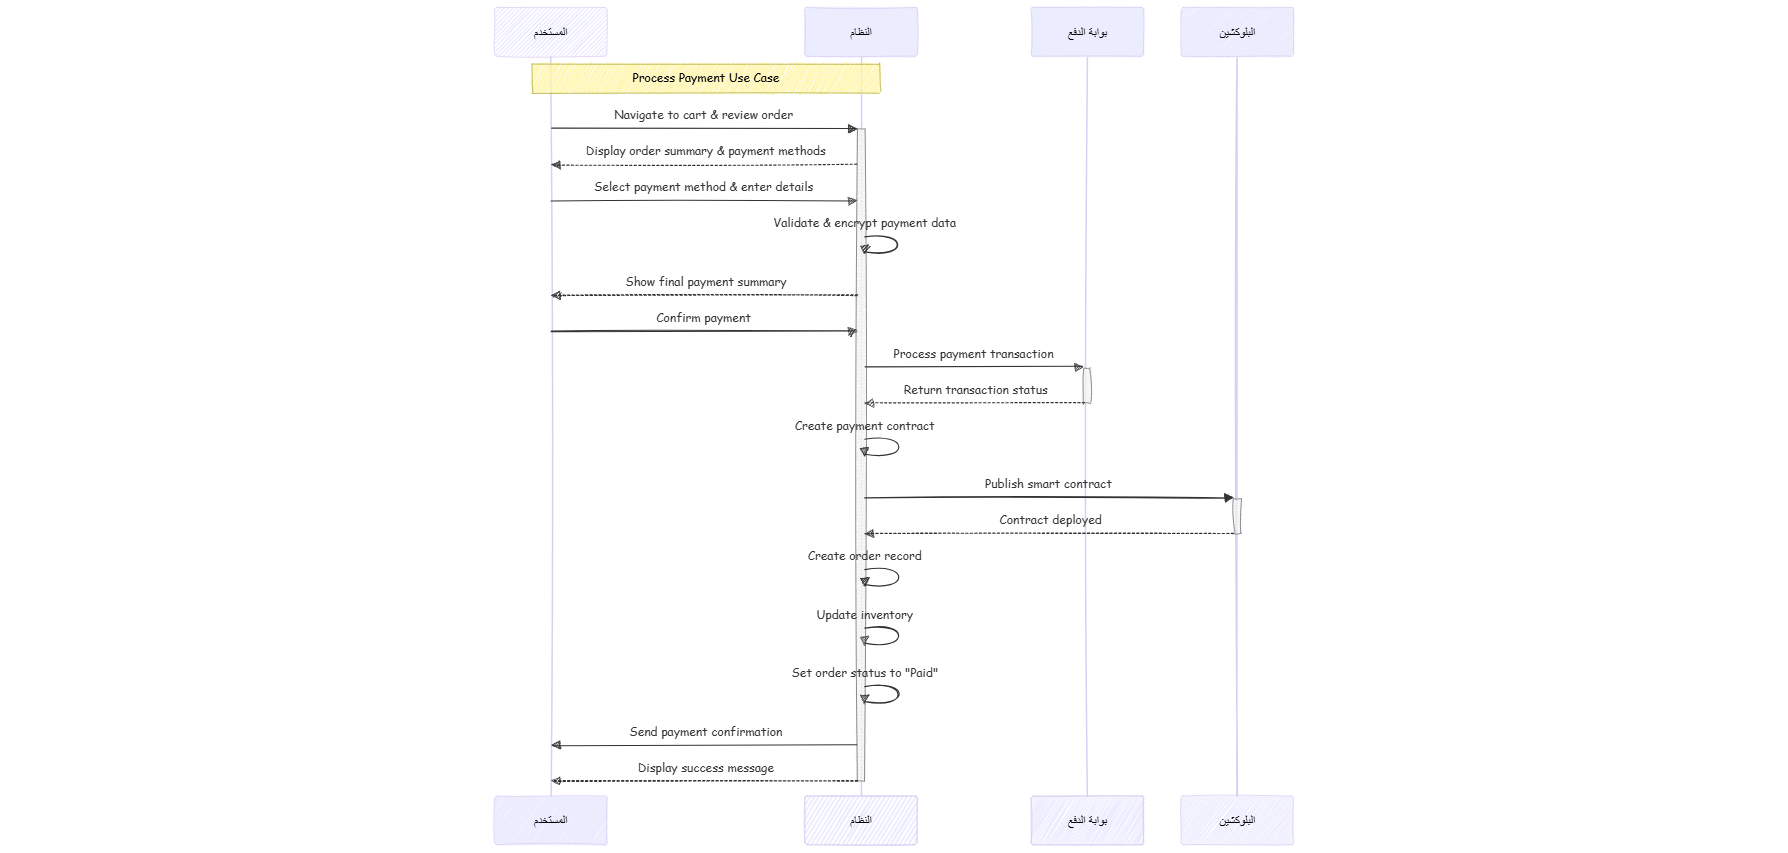 المستخدم
النظام
بوابة الدفع
البلوكشين
Process Payment Use Case
Navigate to cart & review order
Display order summary & payment methods
Select payment method & enter details
Validate & encrypt payment data
Show final payment summary
Confirm payment
Process payment transaction
Return transaction status
Create payment contract
Publish smart contract
Contract deployed
Create order record
Update inventory
Set order status to "Paid"
Send payment confirmation
Display success message
المستخدم
النظام
بوابة الدفع
البلوكشين